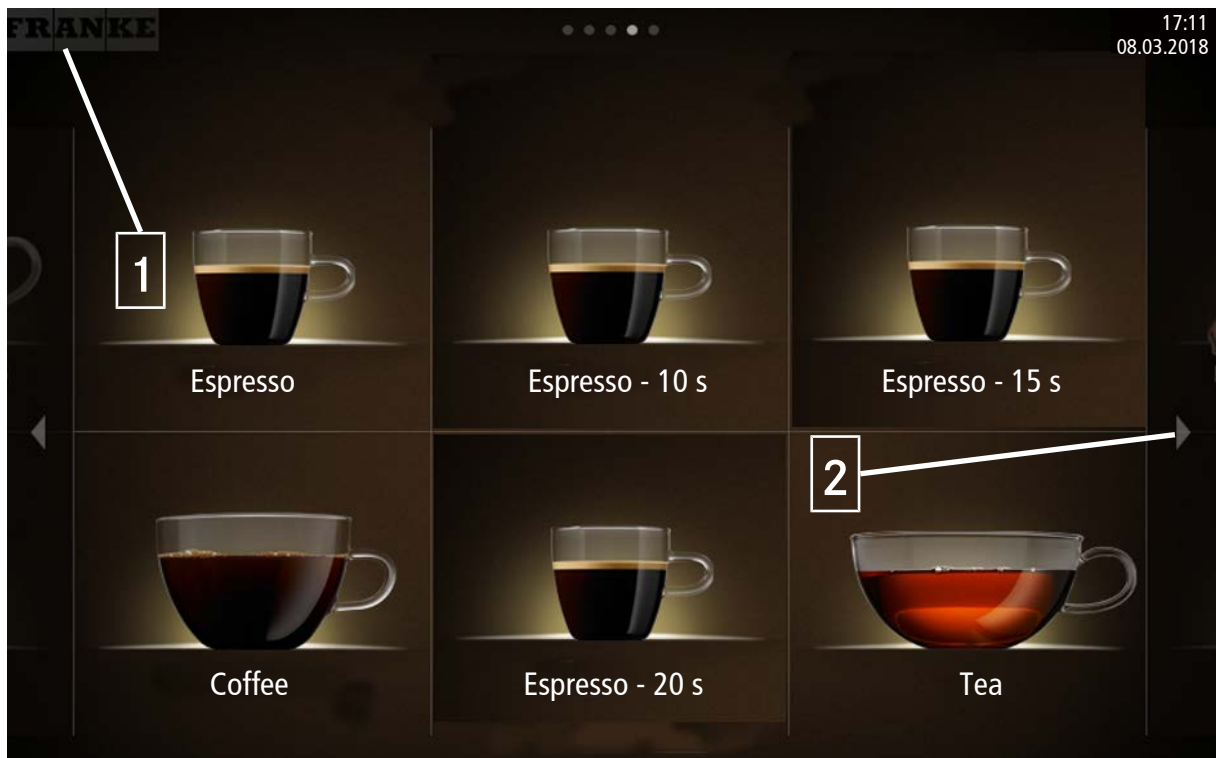 FRANKE
17:11
08.03.2018
1
Espresso
Espresso - 10 s
Espresso - 15 s
2
Coffee
Espresso - 20 s
Tea